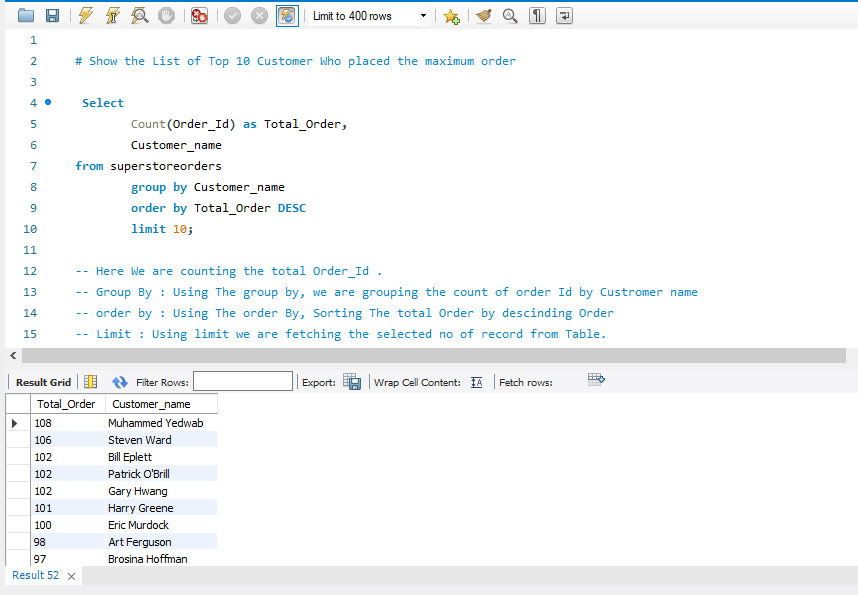 Limit to 400 rows
1
2 # Show the List of Top 10 Customer Who placed the maximum order
3
4 Select
5 Count(Order_Id) as Total_Order,
6 Customer_name
7 from superstoreorders
8 group by Customer_name
9 order by Total_Order DESC
10 limit 10;
11
12 -- Here We are counting the total Order_Id .
13 -- Group By : Using The group by, we are grouping the count of order Id by Custromer name
14 -- order by : Using The order By, Sorting The total Order by descinding Order
15 -- Limit : Using limit we are fetching the selected no of record from Table.
Result Grid Filter Rows: Export: Wrap Cell Content: Fetch rows:
Total_Order Customer_name
108 Muhammed Yedwab
106 Steven Ward
102 Bill Eplett
102 Patrick O'Brill
102 Gary Hwang
101 Harry Greene
100 Eric Murdock
98 Art Ferguson
97 Brosina Hoffman
Result 52